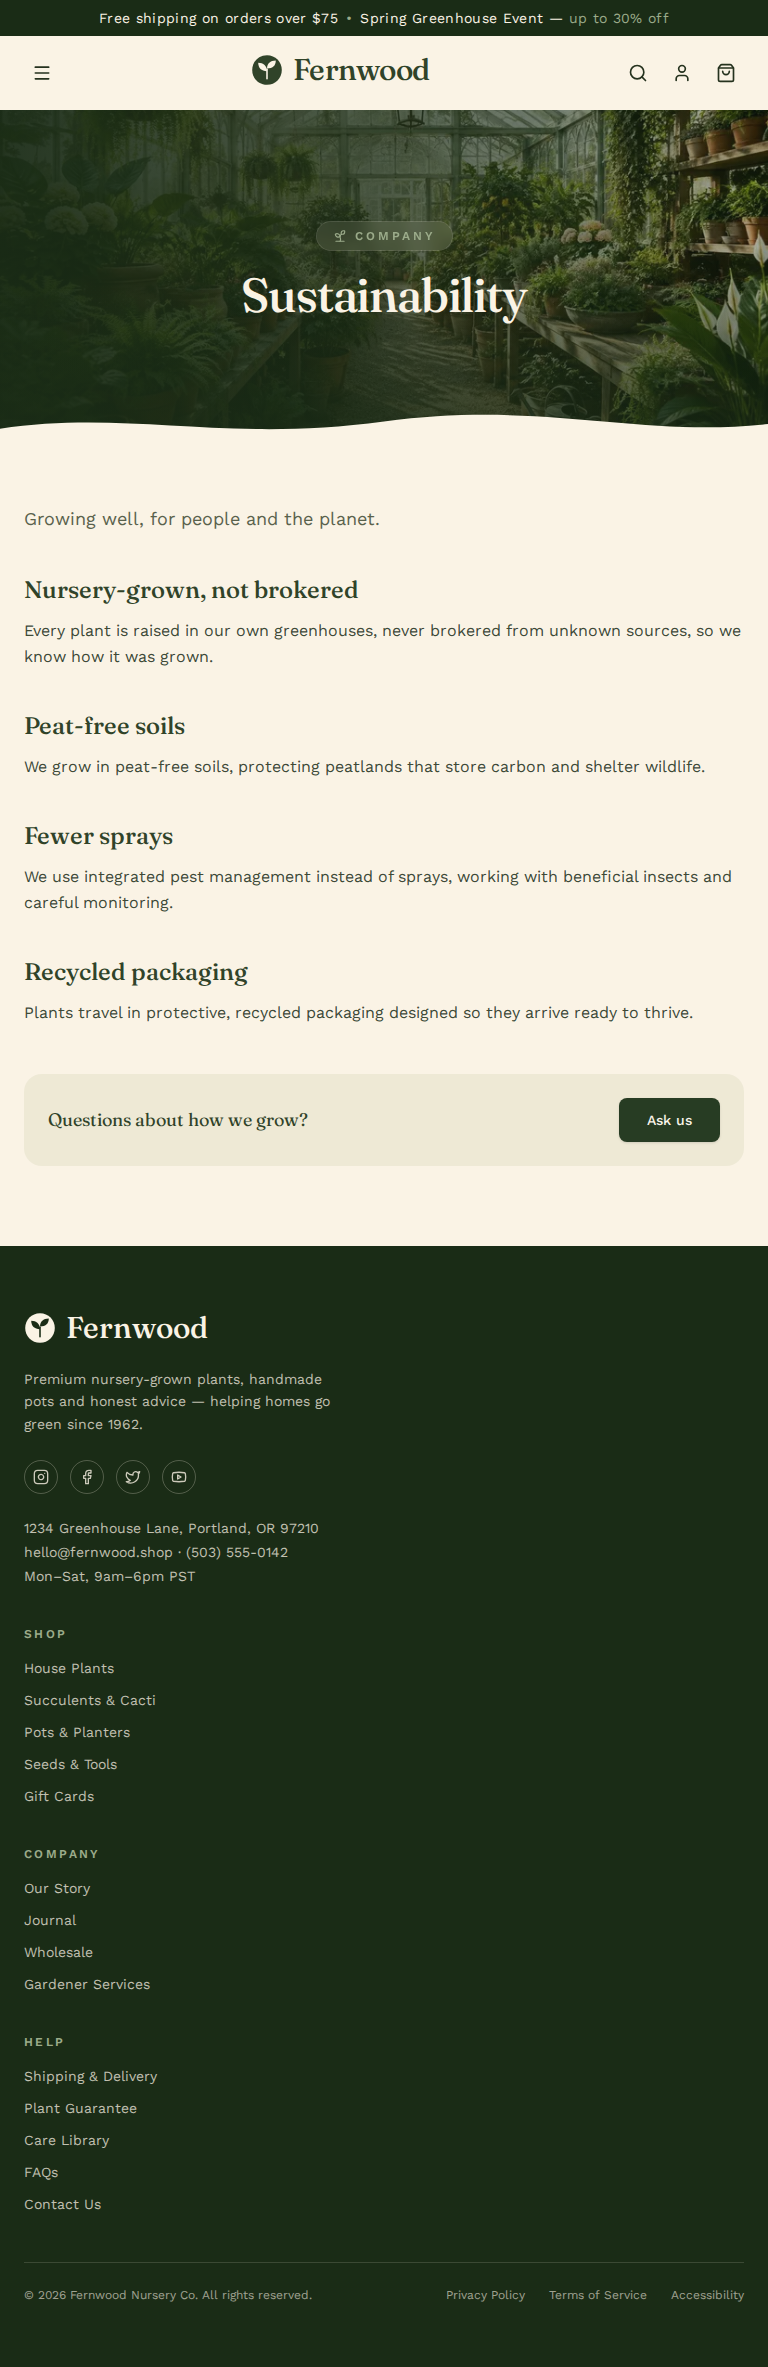 Free shipping on orders over $75 • Spring Greenhouse Event — up to 30% off
Fernwood
COMPANY
Sustainability
Growing well, for people and the planet.
Nursery-grown, not brokered
Every plant is raised in our own greenhouses, never brokered from unknown sources, so we
know how it was grown.
Peat-free soils
We grow in peat-free soils, protecting peatlands that store carbon and shelter wildlife.
Fewer sprays
We use integrated pest management instead of sprays, working with beneficial insects and
careful monitoring.
Recycled packaging
Plants travel in protective, recycled packaging designed so they arrive ready to thrive.
Questions about how we grow?
Ask us
Fernwood
Premium nursery-grown plants, handmade
pots and honest advice — helping homes go
green since 1962.
1234 Greenhouse Lane, Portland, OR 97210
hello@fernwood.shop · (503) 555-0142
Mon–Sat, 9am–6pm PST
SHOP
House Plants
Succulents & Cacti
Pots & Planters
Seeds & Tools
Gift Cards
COMPANY
Our Story
Journal
Wholesale
Gardener Services
HELP
Shipping & Delivery
Plant Guarantee
Care Library
FAQs
Contact Us
© 2026 Fernwood Nursery Co. All rights reserved.
Privacy Policy
Terms of Service
Accessibility